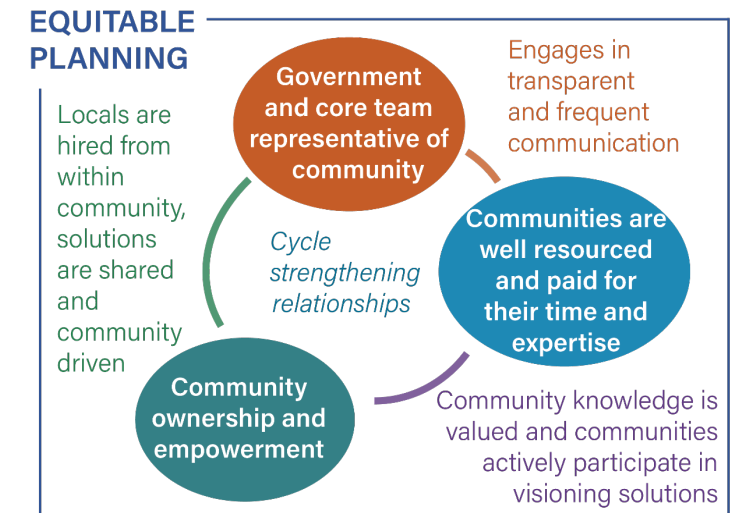 EQUITABLE
PLANNING
Government
and core team
representative of
community
Engages in
transparent
and frequent
communication
Locals are
hired from
within
community,
solutions
are shared
and
community
driven
Cycle
strengthening
relationships
Communities are
well resourced
and paid for
their time and
expertise
Community
ownership and
empowerment
Community knowledge is
valued and communities
actively participate in
visioning solutions